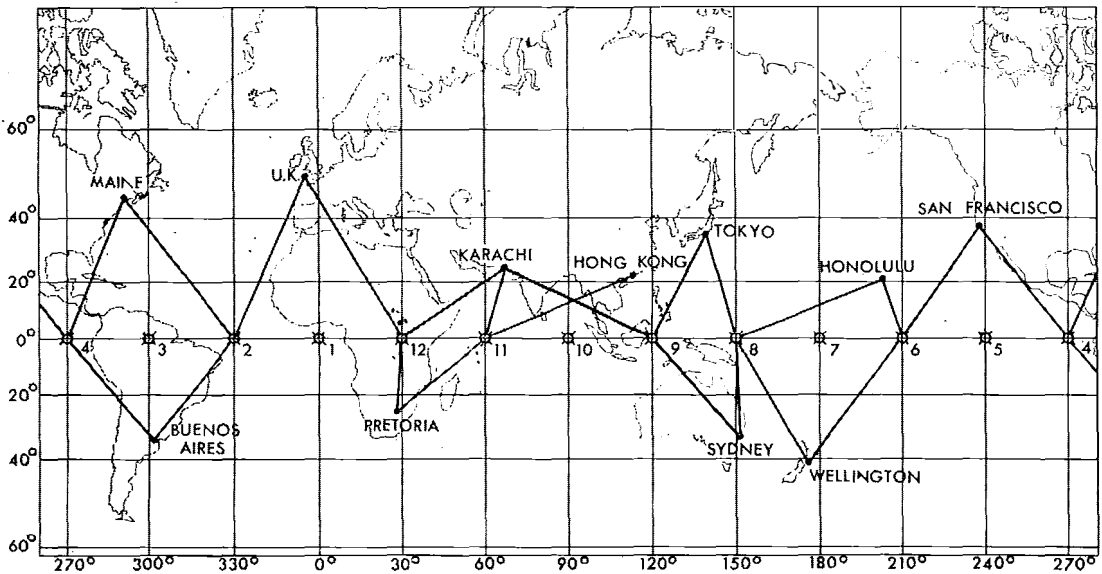 60°
MAINE
U.K.
40°
SAN FRANCISCO
TOKYO
KARACHI
HONG KONG
HONOLULU
20°
0°
4
3
2
1
12
11
10
9
8
7
6
5
4
20°
PRETORIA
BUENOS
AIRES
SYDNEY
40°
WELLINGTON
60°
270° 300° 330° 0° 30° 60° 90° 120° 150° 180° 210° 240° 270°